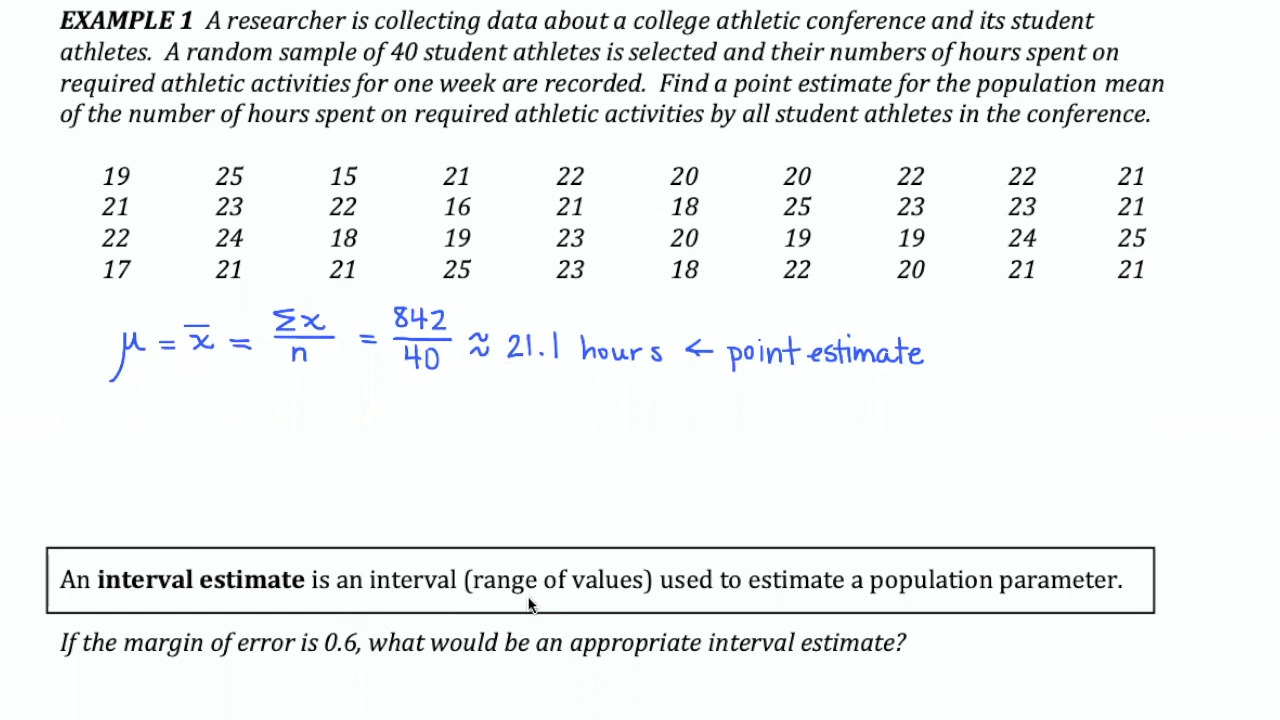 EXAMPLE 1 A researcher is collecting data about a college athletic conference and its student
athletes. A random sample of 40 student athletes is selected and their numbers of hours spent on
required athletic activities for one week are recorded. Find a point estimate for the population mean
of the number of hours spent on required athletic activities by all student athletes in the conference.
19 25 15 21 22 20 20 22 22 21
21 23 22 16 21 18 25 23 23 21
22 24 18 19 23 20 19 19 24 25
17 21 21 25 23 18 22 20 21 21
μ = x̄ = Σx/n = 842/40 ≈ 21.1 hours ← point estimate
An interval estimate is an interval (range of values) used to estimate a population parameter.
If the margin of error is 0.6, what would be an appropriate interval estimate?